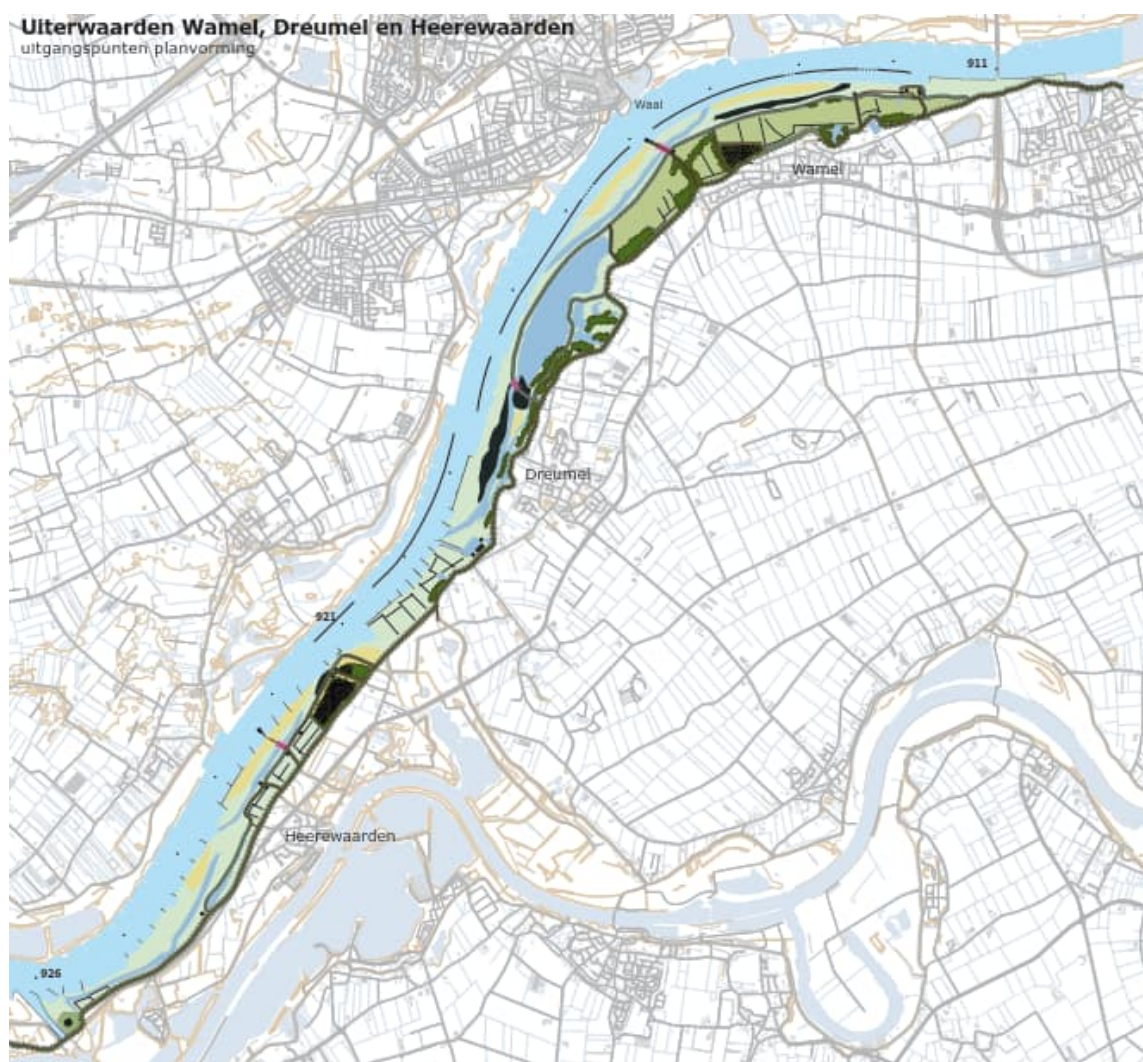 Uiterwaarden Wamel, Dreumel en Heerewaarden
uitgangspunten planvorming
911
Waal
Wamel
Dreumel
921
Heerewaarden
926